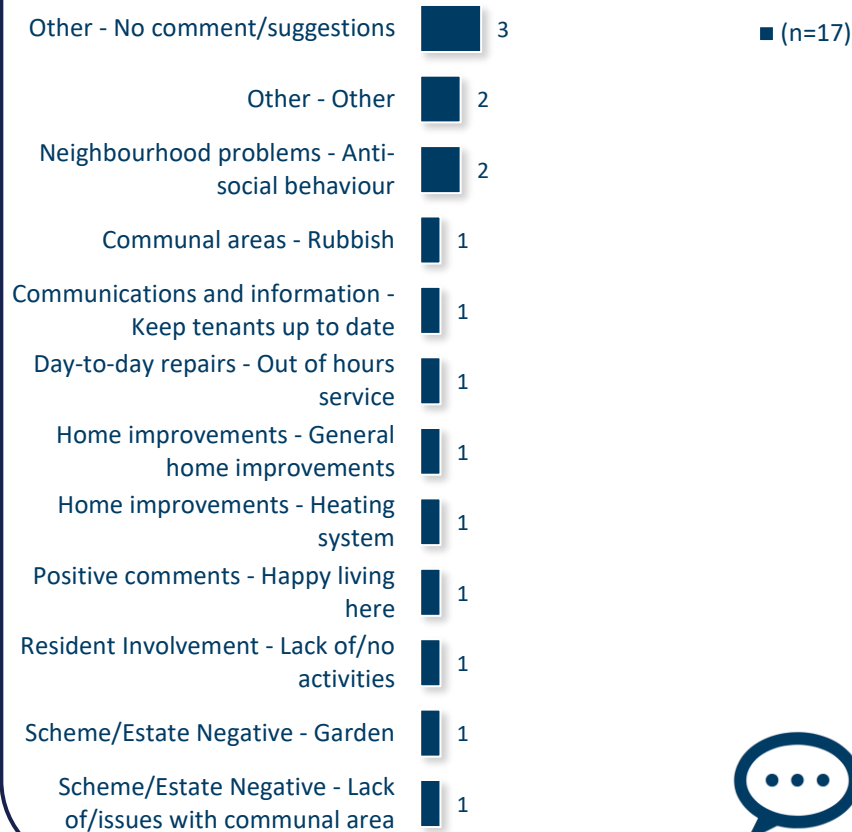 Other - No comment/suggestions 3
(n=17)
Other - Other 2
Neighbourhood problems - Anti-
social behaviour 2
Communal areas - Rubbish 1
Communications and information -
Keep tenants up to date 1
Day-to-day repairs - Out of hours
service 1
Home improvements - General
home improvements 1
Home improvements - Heating
system 1
Positive comments - Happy living
here 1
Resident Involvement - Lack of/no
activities 1
Scheme/Estate Negative - Garden 1
Scheme/Estate Negative - Lack
of/issues with communal area 1